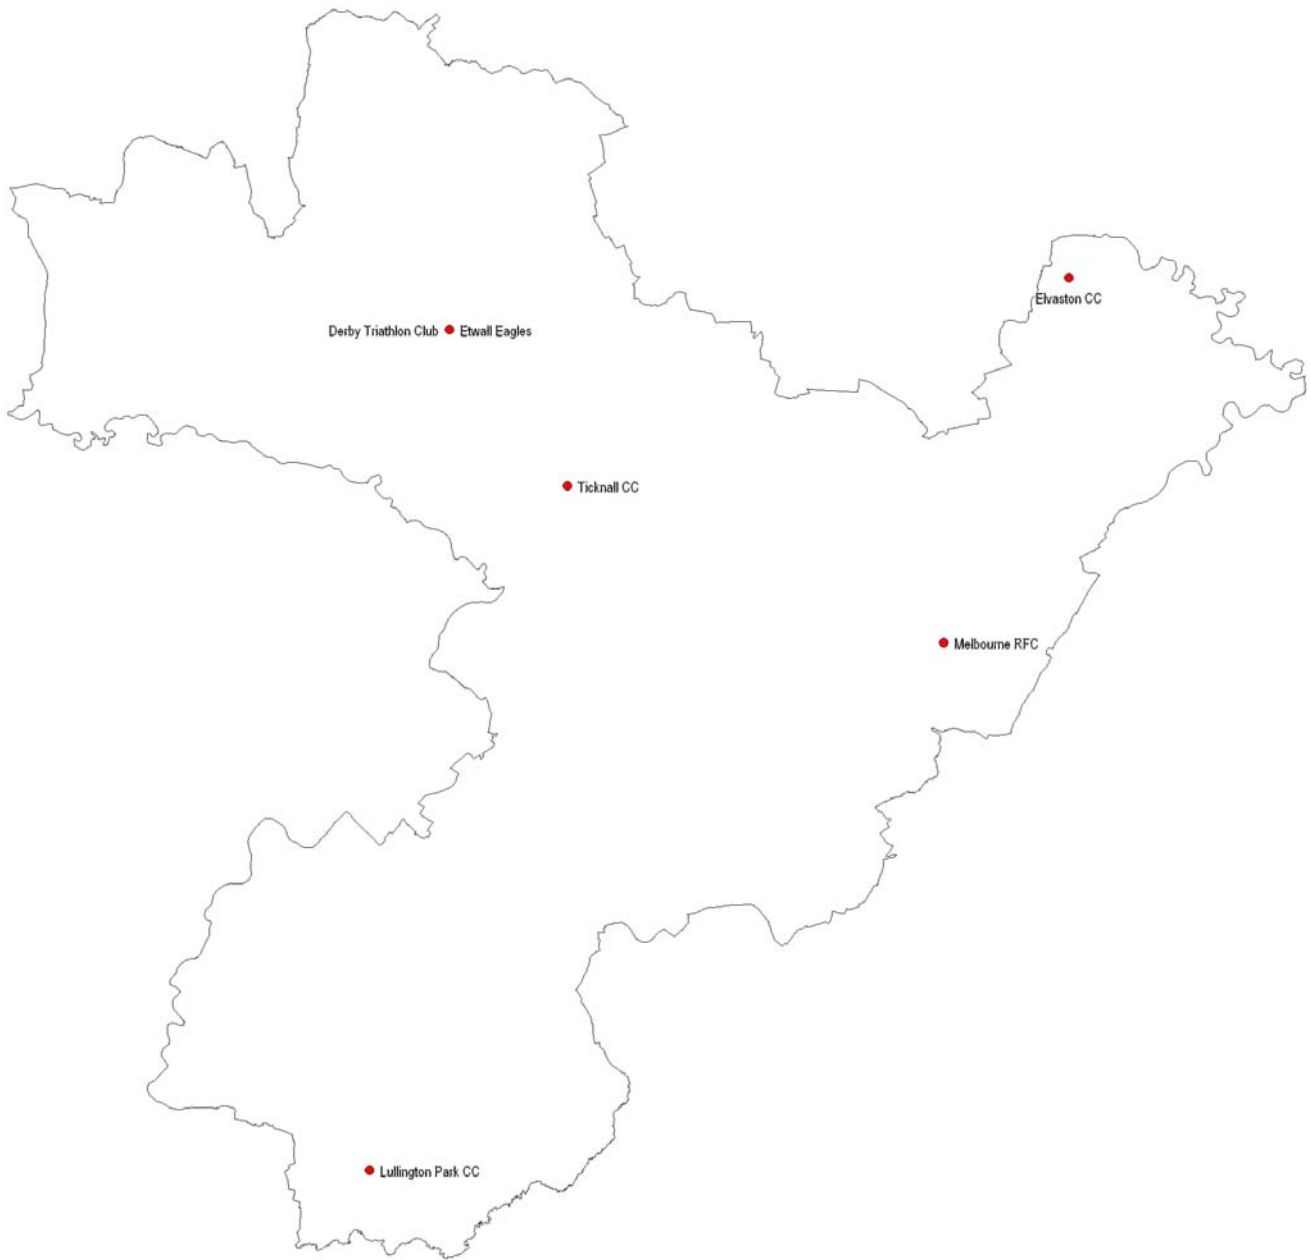 Elvaston CC
Derby Triathlon Club Etwall Eagles
Ticknall CC
Melbourne RFC
Lullington Park CC